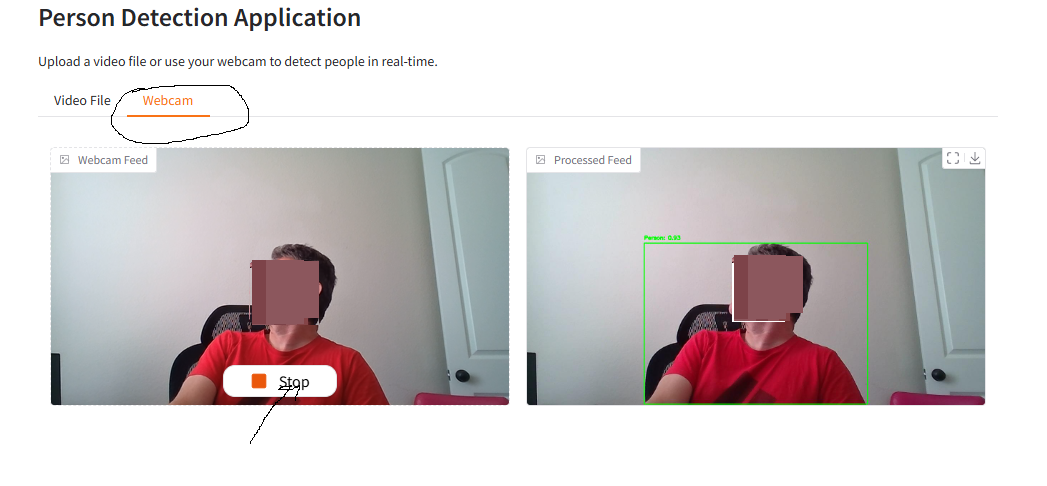 Person Detection Application
Upload a video file or use your webcam to detect people in real-time.
Video File
Webcam
Webcam Feed
Processed Feed
Person: 0.93
Stop